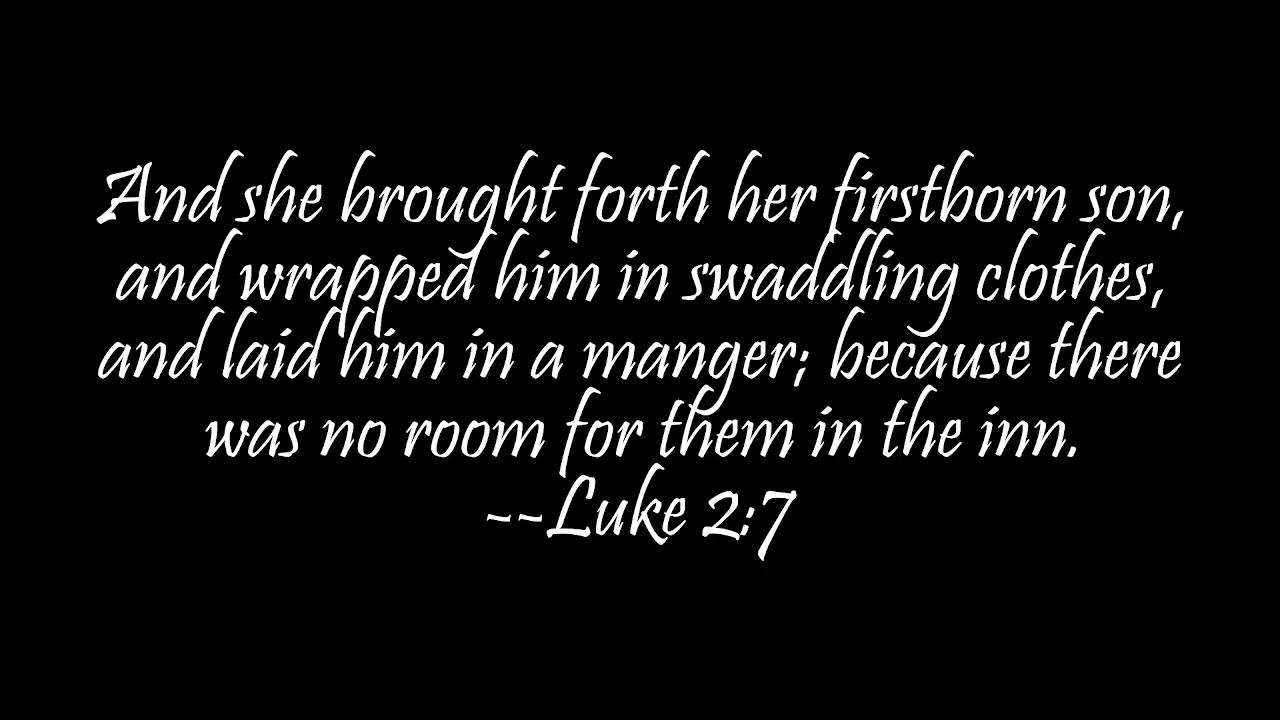 And she brought forth her firstborn son,
and wrapped him in swaddling clothes,
and laid him in a manger; because there
was no room for them in the inn.
--Luke 2:7